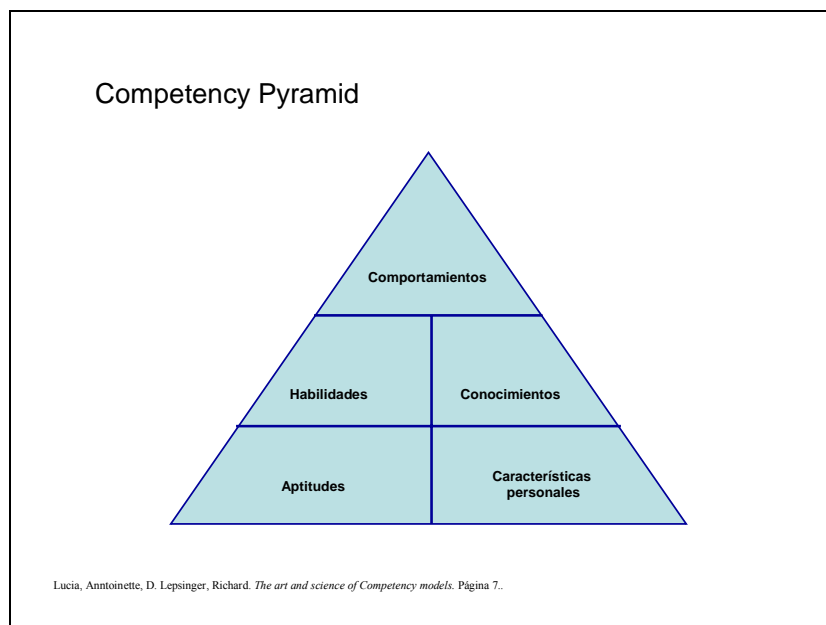 Competency Pyramid
Comportamientos
Habilidades
Conocimientos
Aptitudes
Características
personales
Lucia, Anntoinette, D. Lepsinger, Richard. The art and science of Competency models. Página 7..